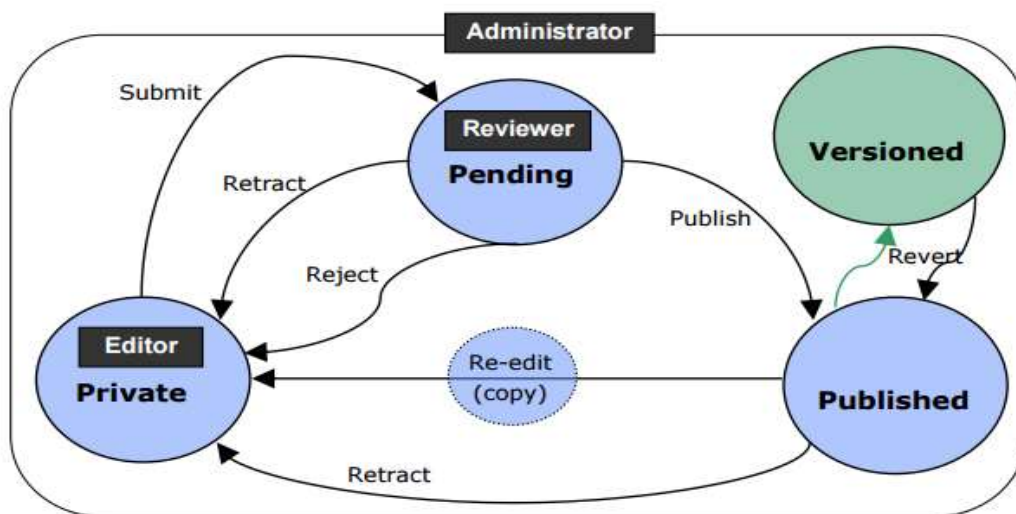 Administrator
Submit
Reviewer
Pending
Versioned
Retract
Publish
Revert
Reject
Editor
Private
Re-edit
(copy)
Published
Retract